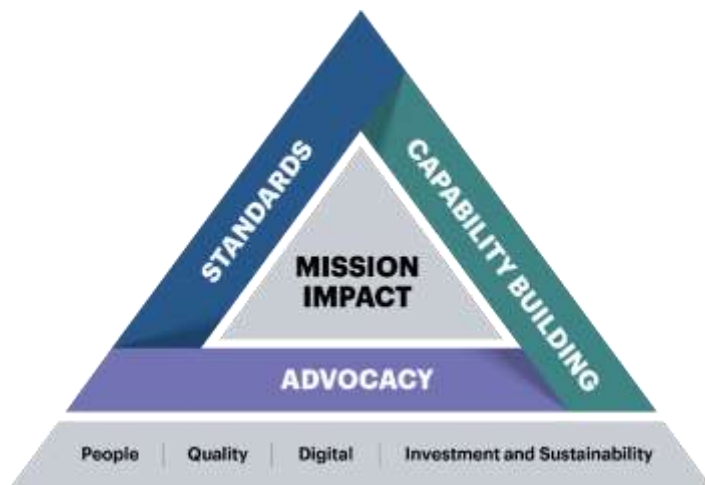 STANDARDS
CAPABILITY BUILDING
MISSION
IMPACT
ADVOCACY
People | Quality | Digital | Investment and Sustainability